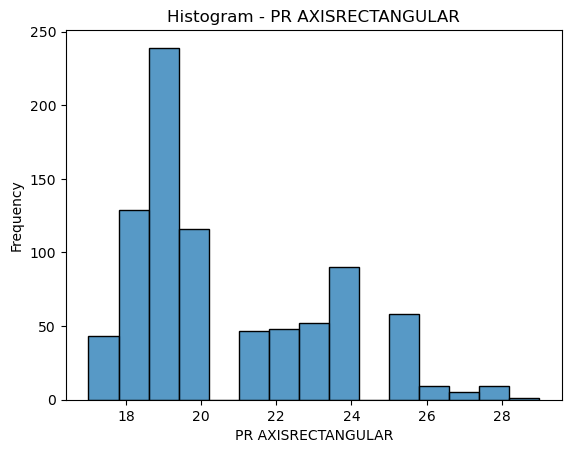 Histogram - PR AXISRECTANGULAR
250
200
150
100
50
0
Frequency
18 20 22 24 26 28
PR AXISRECTANGULAR